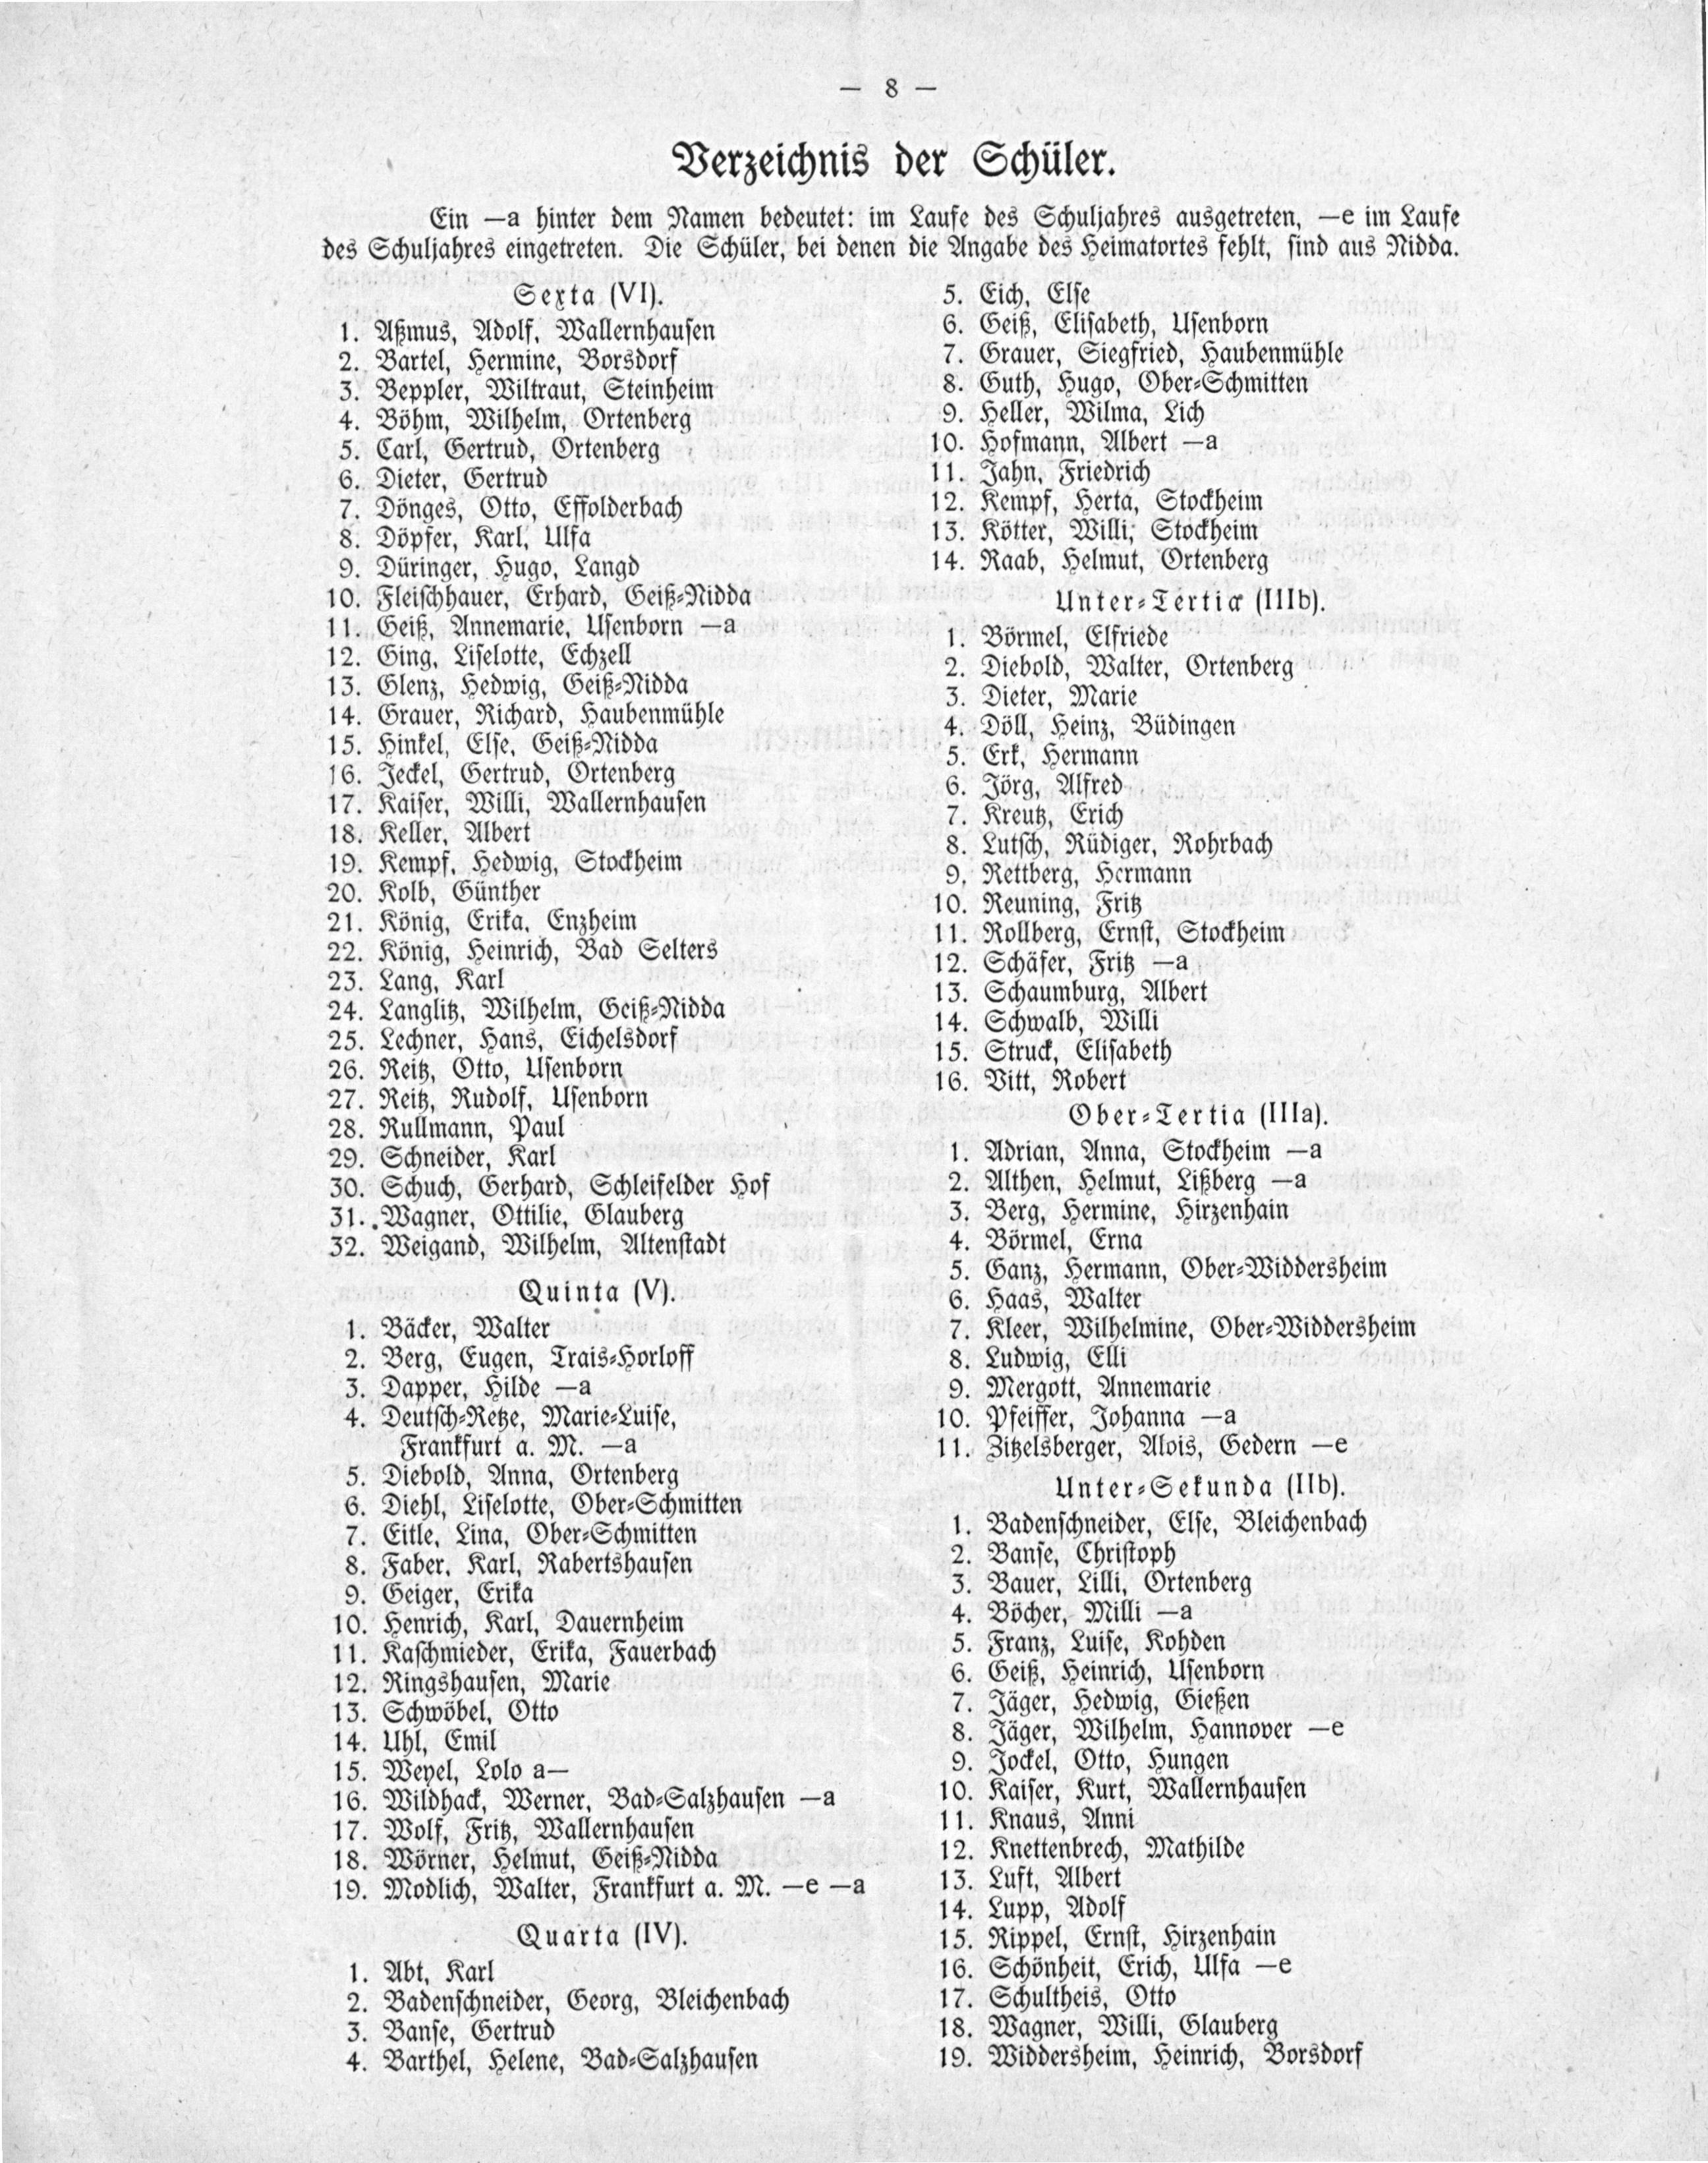 — 8 —
Verzeichnis der Schüler.
Ein —a hinter dem Namen bedeutet: im Laufe des Schuljahres ausgetreten, —e im Laufe
des Schuljahres eingetreten. Die Schüler, bei denen die Angabe des Heimatortes fehlt, sind aus Nidda.
Sexta (VI).
1. Aßmus, Adolf, Wallernhausen
2. Bartel, Hermine, Borsdorf
3. Beppler, Wiltraut, Steinheim
4. Böhm, Wilhelm, Ortenberg
5. Carl, Gertrud, Ortenberg
6. Dieter, Gertrud
7. Dönges, Otto, Effolderbach
8. Döpfer, Karl, Ulfa
9. Düringer, Hugo, Langd
10. Fleischhauer, Erhard, Geiß-Nidda
11. Geiß, Annemarie, Usenborn —a
12. Ging, Liselotte, Echzell
13. Glenz, Hedwig, Geiß-Nidda
14. Grauer, Richard, Haubenmühle
15. Hinkel, Else, Geiß-Nidda
16. Jeckel, Gertrud, Ortenberg
17. Kaiser, Willi, Wallernhausen
18. Keller, Albert
19. Kempf, Hedwig, Stockheim
20. Kolb, Günther
21. König, Erika, Enzheim
22. König, Heinrich, Bad Selters
23. Lang, Karl
24. Langlitz, Wilhelm, Geiß-Nidda
25. Lechner, Hans, Eichelsdorf
26. Reitz, Otto, Usenborn
27. Reitz, Rudolf, Usenborn
28. Rullmann, Paul
29. Schneider, Karl
30. Schuch, Gerhard, Schleifelder Hof
31. Wagner, Ottilie, Glauberg
32. Weigand, Wilhelm, Altenstadt
Quinta (V).
1. Bäcker, Walter
2. Berg, Eugen, Trais-Horloff
3. Dapper, Hilde —a
4. Deutsch-Retze, Marie-Luise,
Frankfurt a. M. —a
5. Diebold, Anna, Ortenberg
6. Diehl, Liselotte, Ober-Schmitten
7. Eitle, Lina, Ober-Schmitten
8. Faber, Karl, Rabertshausen
9. Geiger, Erika
10. Henrich, Karl, Dauernheim
11. Kaschmieder, Erika, Fauerbach
12. Ringshausen, Marie
13. Schwöbel, Otto
14. Uhl, Emil
15. Weyel, Lolo a—
16. Wildhack, Werner, Bad-Salzhausen —a
17. Wolf, Fritz, Wallernhausen
18. Wörner, Helmut, Geiß-Nidda
19. Modlich, Walter, Frankfurt a. M. —e —a
Quarta (IV).
1. Abt, Karl
2. Badenschneider, Georg, Bleichenbach
3. Banse, Gertrud
4. Barthel, Helene, Bad-Salzhausen
5. Eich, Else
6. Geiß, Elisabeth, Usenborn
7. Grauer, Siegfried, Haubenmühle
8. Guth, Hugo, Ober-Schmitten
9. Heller, Wilma, Lich
10. Hofmann, Albert —a
11. Jahn, Friedrich
12. Kempf, Herta, Stockheim
13. Kötter, Willi, Stockheim
14. Raab, Helmut, Ortenberg
Unter-Tertia (IIIb).
1. Börmel, Elfriede
2. Diebold, Walter, Ortenberg
3. Dieter, Marie
4. Döll, Heinz, Büdingen
5. Erk, Hermann
6. Jörg, Alfred
7. Kreutz, Erich
8. Lutsch, Rüdiger, Rohrbach
9. Rettberg, Hermann
10. Reuning, Fritz
11. Rollberg, Ernst, Stockheim
12. Schäfer, Fritz —a
13. Schaumburg, Albert
14. Schwalb, Willi
15. Struck, Elisabeth
16. Vitt, Robert
Ober-Tertia (IIIa).
1. Adrian, Anna, Stockheim —a
2. Althen, Helmut, Lißberg —a
3. Berg, Hermine, Hirzenhain
4. Börmel, Erna
5. Ganz, Hermann, Ober-Widdersheim
6. Haas, Walter
7. Kleer, Wilhelmine, Ober-Widdersheim
8. Ludwig, Elli
9. Mergott, Annemarie
10. Pfeiffer, Johanna —a
11. Zitzelsberger, Alois, Gedern —e
Unter-Sekunda (IIb).
1. Badenschneider, Else, Bleichenbach
2. Banse, Christoph
3. Bauer, Lilli, Ortenberg
4. Böcher, Milli —a
5. Franz, Luise, Kohden
6. Geiß, Heinrich, Usenborn
7. Jäger, Hedwig, Gießen
8. Jäger, Wilhelm, Hannover —e
9. Jockel, Otto, Hungen
10. Kaiser, Kurt, Wallernhausen
11. Knaus, Anni
12. Knettenbrech, Mathilde
13. Luft, Albert
14. Lupp, Adolf
15. Rippel, Ernst, Hirzenhain
16. Schönheit, Erich, Ulfa —e
17. Schultheis, Otto
18. Wagner, Willi, Glauberg
19. Widdersheim, Heinrich, Borsdorf